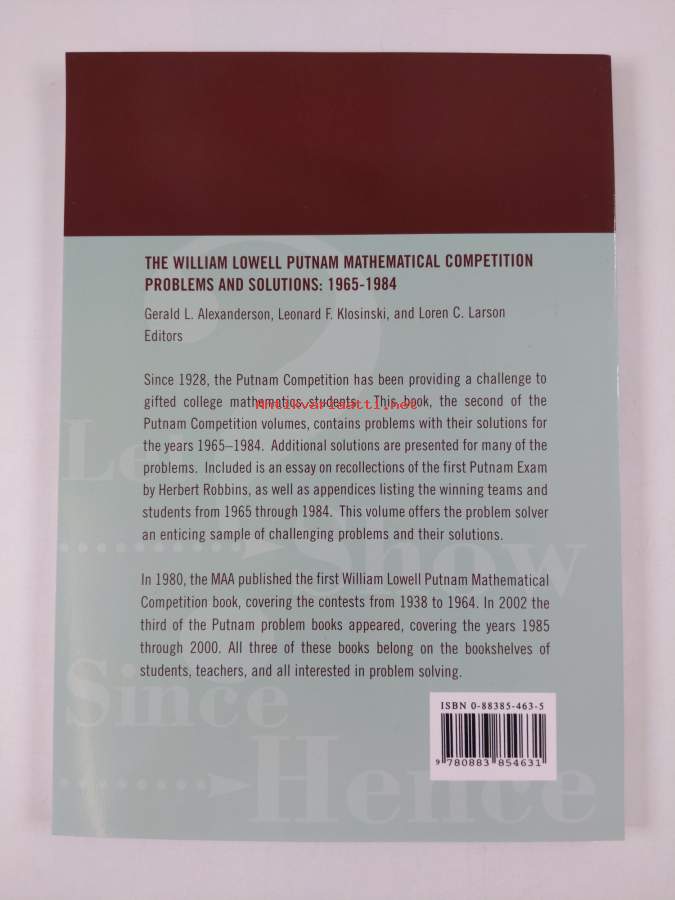 THE WILLIAM LOWELL PUTNAM MATHEMATICAL COMPETITION
PROBLEMS AND SOLUTIONS: 1965-1984
Gerald L. Alexanderson, Leonard F. Klosinski, and Loren C. Larson
Editors
Since 1928, the Putnam Competition has been providing a challenge to
gifted college mathematics students. This book, the second of the
Antikvariaatti.net
Putnam Competition volumes, contains problems with their solutions for
the years 1965–1984. Additional solutions are presented for many of the
problems. Included is an essay on recollections of the first Putnam Exam
by Herbert Robbins, as well as appendices listing the winning teams and
students from 1965 through 1984. This volume offers the problem solver
an enticing sample of challenging problems and their solutions.
In 1980, the MAA published the first William Lowell Putnam Mathematical
Competition book, covering the contests from 1938 to 1964. In 2002 the
third of the Putnam problem books appeared, covering the years 1985
through 2000. All three of these books belong on the bookshelves of
students, teachers, and all interested in problem solving.
Show
Since
Hence
ISBN 0-88385-463-5
9 780883 854631